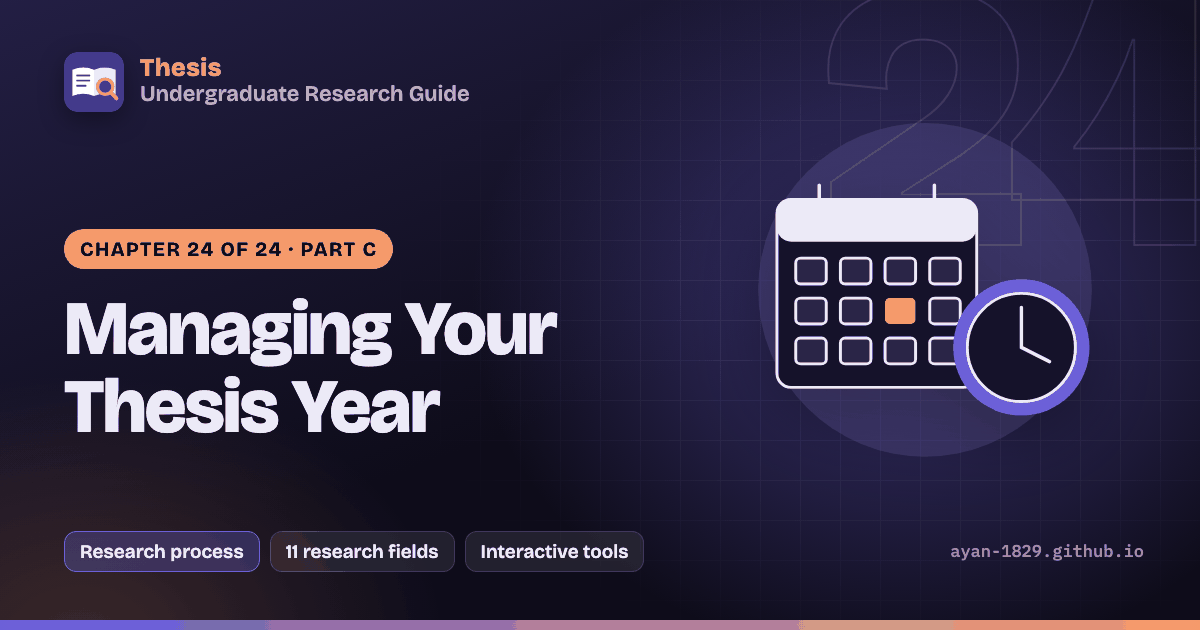 Thesis
Undergraduate Research Guide
CHAPTER 24 OF 24 · PART C
Managing Your
Thesis Year
Research process
11 research fields
Interactive tools
ayan-1829.github.io
24